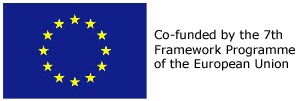 Co-funded by the 7th
Framework Programme
of the European Union